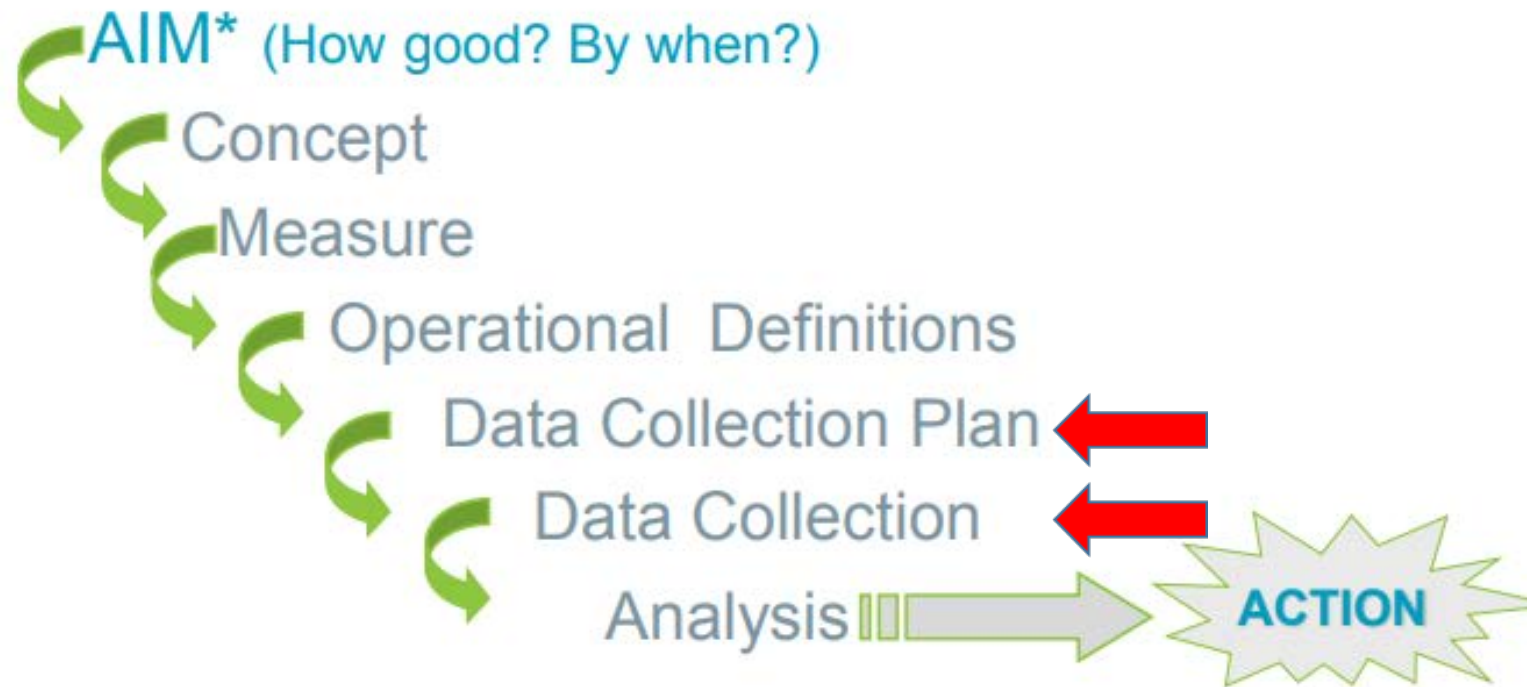 AIM* (How good? By when?)
Concept
Measure
Operational Definitions
Data Collection Plan
Data Collection
Analysis
ACTION